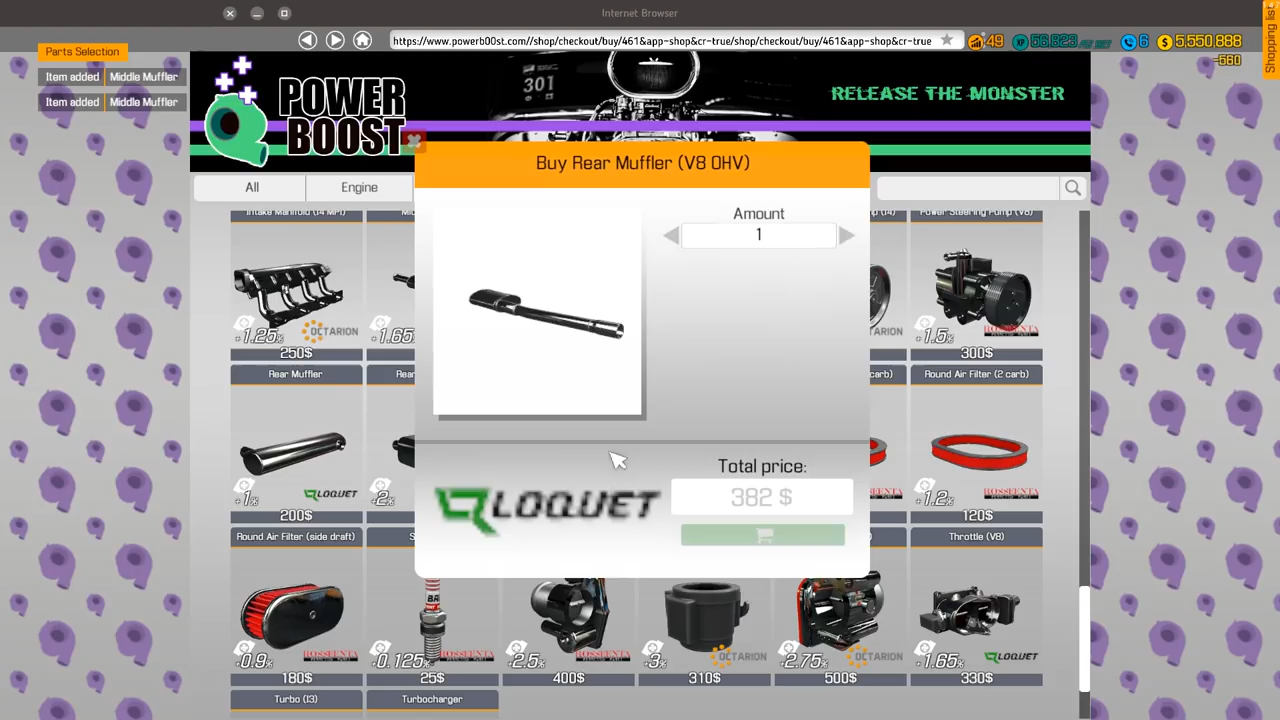 Internet Browser
https://www.powerb00st.com//shop/checkout/buy/461&app-shop&cr-true/shop/checkout/buy/461&app-shop&cr-true
49
56,823
6
$ 5,550,888
-560
Shopping list
Parts Selection
Item added Middle Muffler
Item added Middle Muffler
POWER
BOOST
301
RELEASE THE MONSTER
All
Engine
Buy Rear Muffler (V8 OHV)
Amount
1
Total price:
382 $
LOQUET
Intake Manifold (I4 MPI)
Power Steering Pump (V8)
+1.25%
OCTARION
+1.65
+1.5%
250$
300$
Rear Muffler
Round Air Filter (2 carb)
+1%
LOQUET
+2%
+1.2%
200$
120$
Round Air Filter (side draft)
Throttle (V8)
+0.9%
+0.125%
+2.5%
+3%
OCTARION
+2.75%
OCTARION
+1.65%
LOQUET
180$
25$
400$
310$
500$
330$
Turbo (I3)
Turbocharger